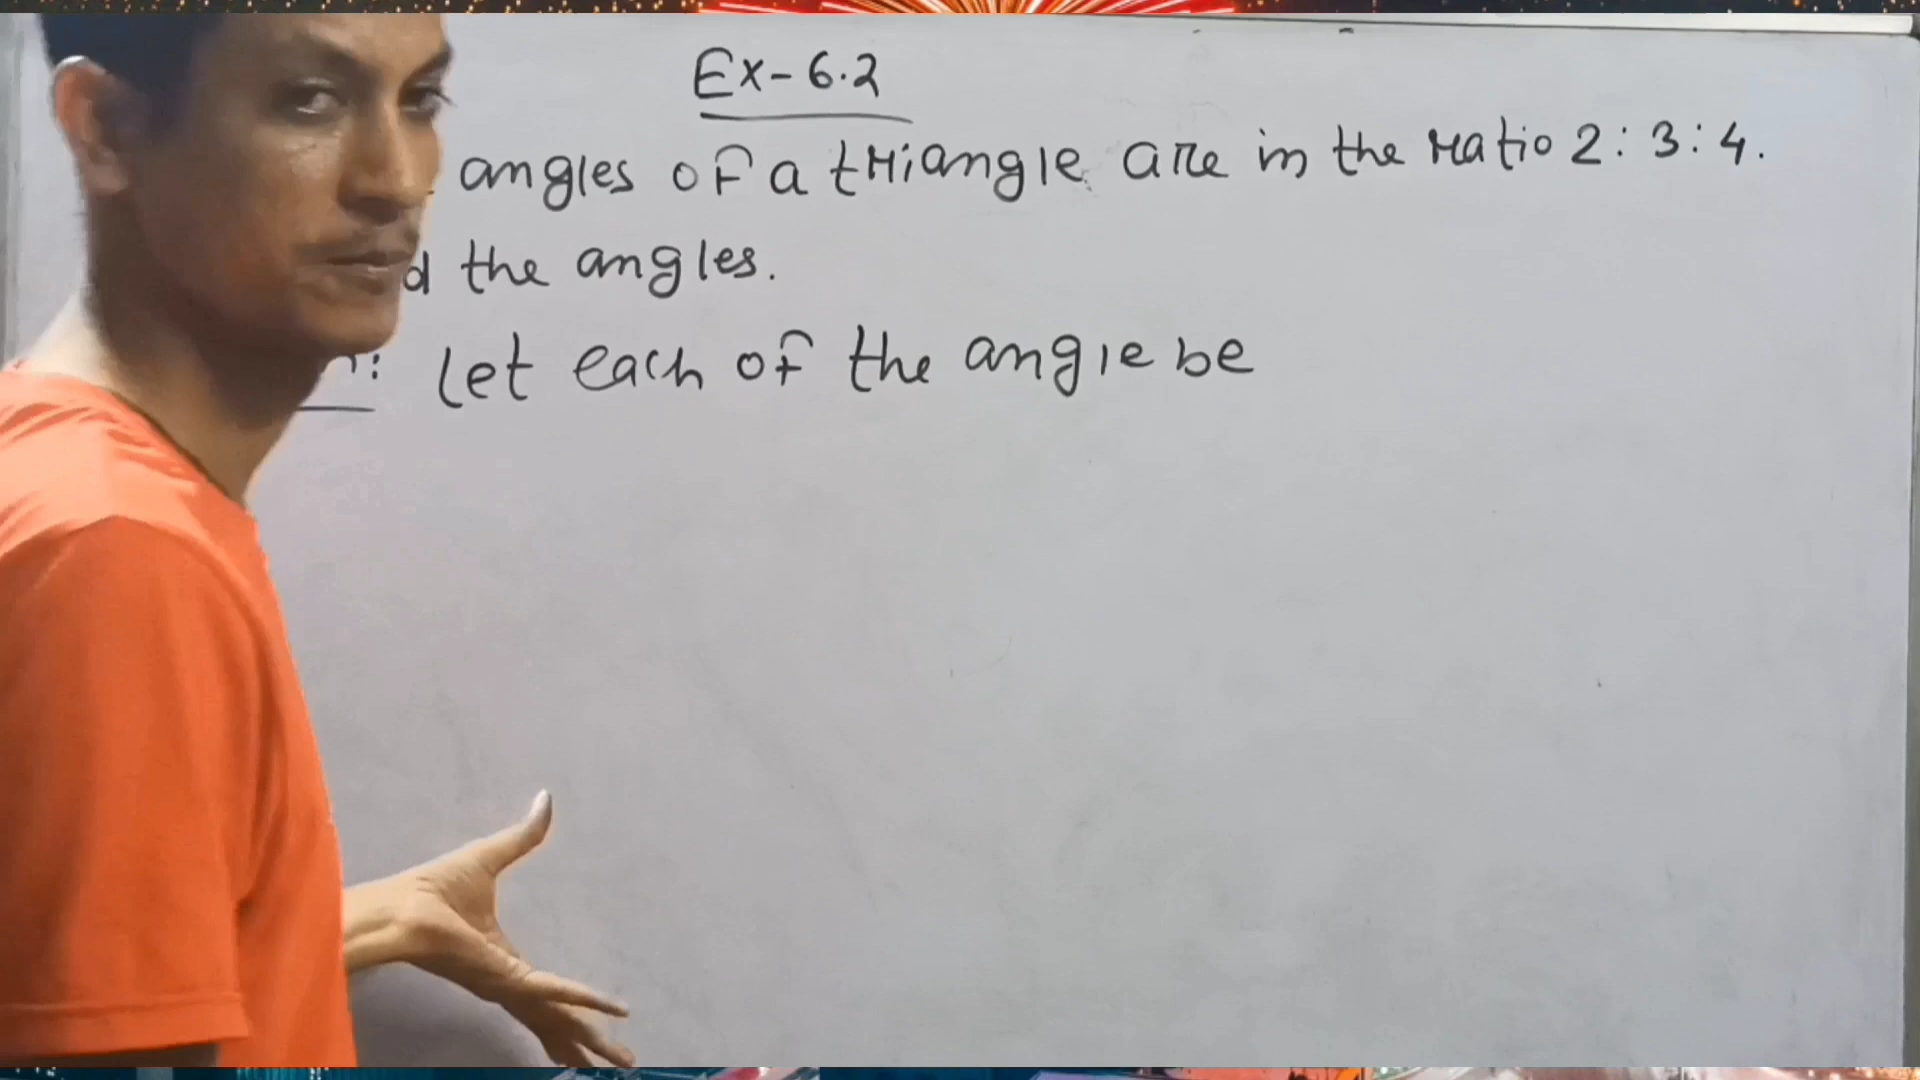 Ex-6.2
angles of a triangle are in the ratio 2:3:4.
the angles.
Let each of the angle be